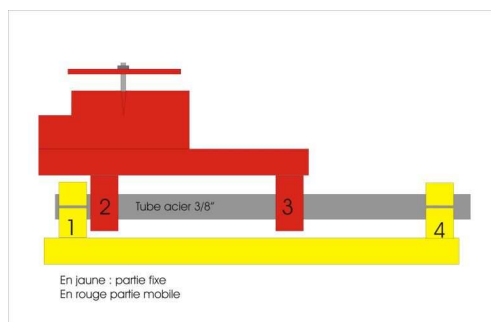 2
Tube acier 3/8"
3
1
4
En jaune : partie fixe
En rouge partie mobile